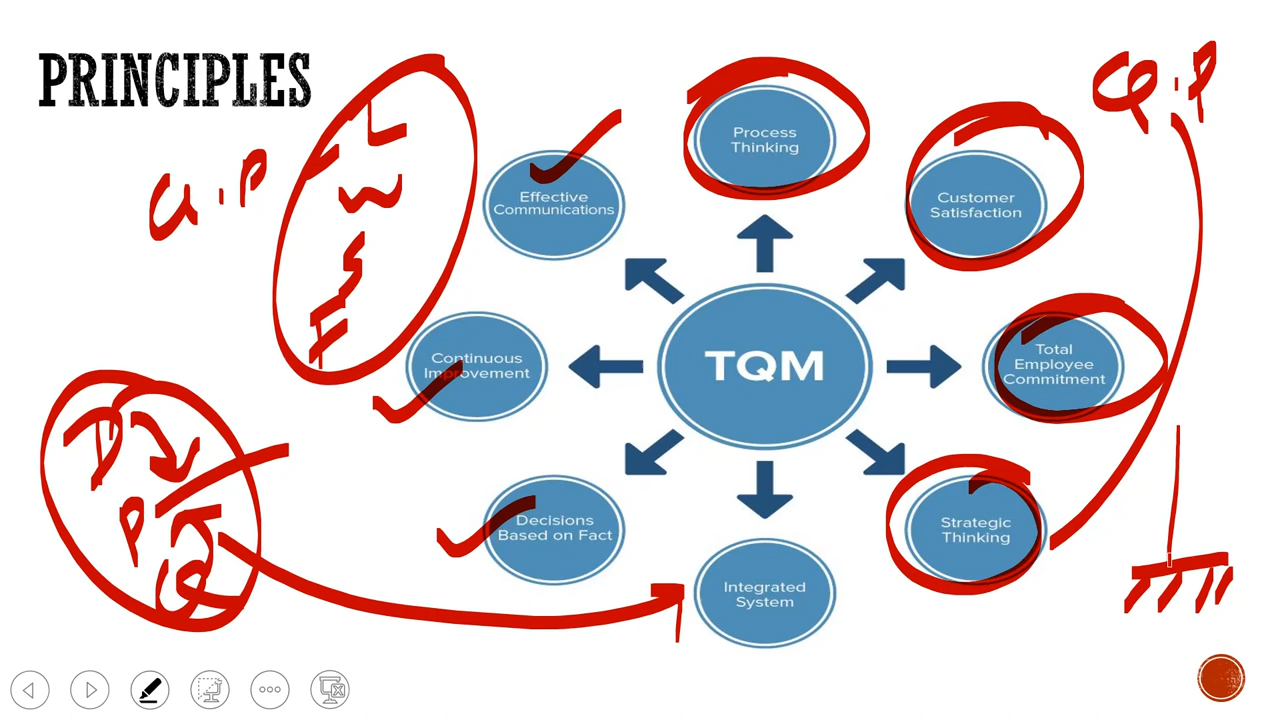 PRINCIPLES
Process
Thinking
Effective
Communications
Customer
Satisfaction
TQM
Continuous
Improvement
Total
Employee
Commitment
Decisions
Based on Fact
Strategic
Thinking
Integrated
System
Q.P
D
P
Q